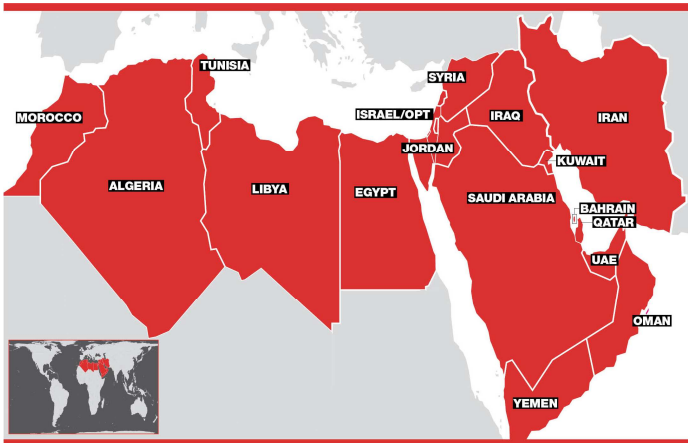 TUNISIA
SYRIA
MOROCCO
ISRAEL/OPT
IRAQ
IRAN
JORDAN
KUWAIT
ALGERIA
LIBYA
EGYPT
SAUDI ARABIA
BAHRAIN
QATAR
UAE
OMAN
YEMEN